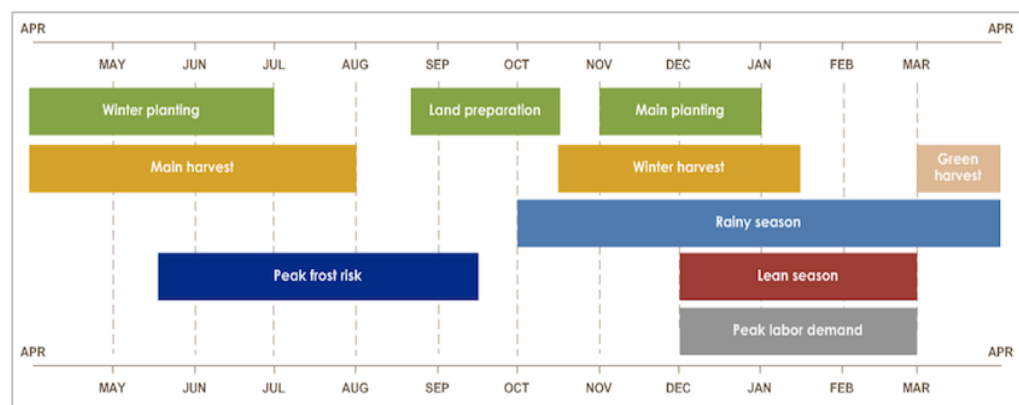 APR APR
MAY JUN JUL AUG SEP OCT NOV DEC JAN FEB MAR
Winter planting Land preparation Main planting
Main harvest Winter harvest Green
harvest
Rainy season
Peak frost risk Lean season
Peak labor demand
APR APR
MAY JUN JUL AUG SEP OCT NOV DEC JAN FEB MAR